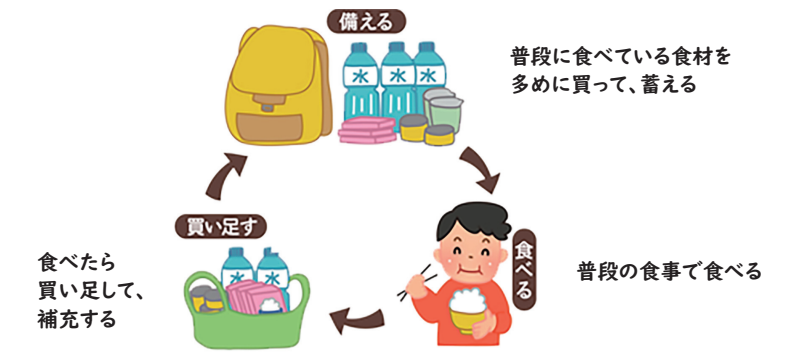 備える
水 水 水
普段に食べている食材を
多めに買って、蓄える
食べる
普段の食事で食べる
買い足す
水 水
食べたら
買い足して、
補充する